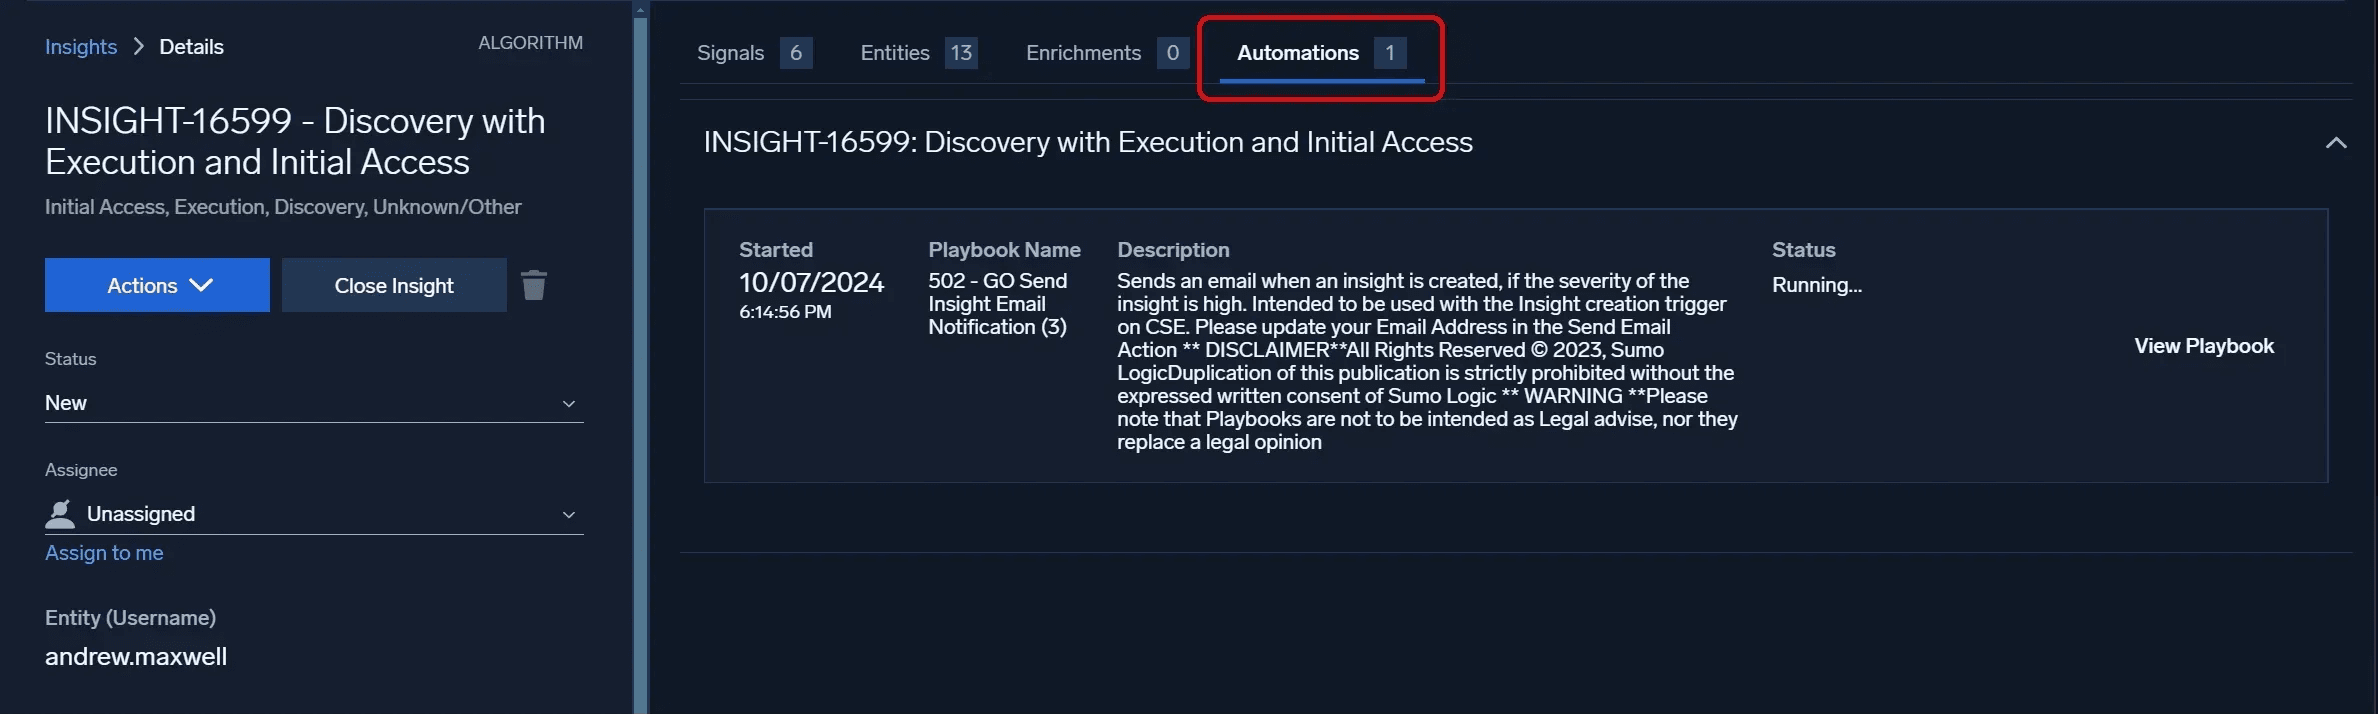 Insights > Details
ALGORITHM
INSIGHT-16599 - Discovery with
Execution and Initial Access
Initial Access, Execution, Discovery, Unknown/Other
Actions
Close Insight
Status
New
Assignee
Unassigned
Assign to me
Entity (Username)
andrew.maxwell
Signals 6
Entities 13
Enrichments 0
Automations 1
INSIGHT-16599: Discovery with Execution and Initial Access
Started
10/07/2024
6:14:56 PM
Playbook Name
502 - GO Send
Insight Email
Notification (3)
Description
Sends an email when an insight is created, if the severity of the
insight is high. Intended to be used with the Insight creation trigger
on CSE. Please update your Email Address in the Send Email
Action ** DISCLAIMER**All Rights Reserved © 2023, Sumo
LogicDuplication of this publication is strictly prohibited without the
expressed written consent of Sumo Logic ** WARNING **Please
note that Playbooks are not to be intended as Legal advise, nor they
replace a legal opinion
Status
Running...
View Playbook